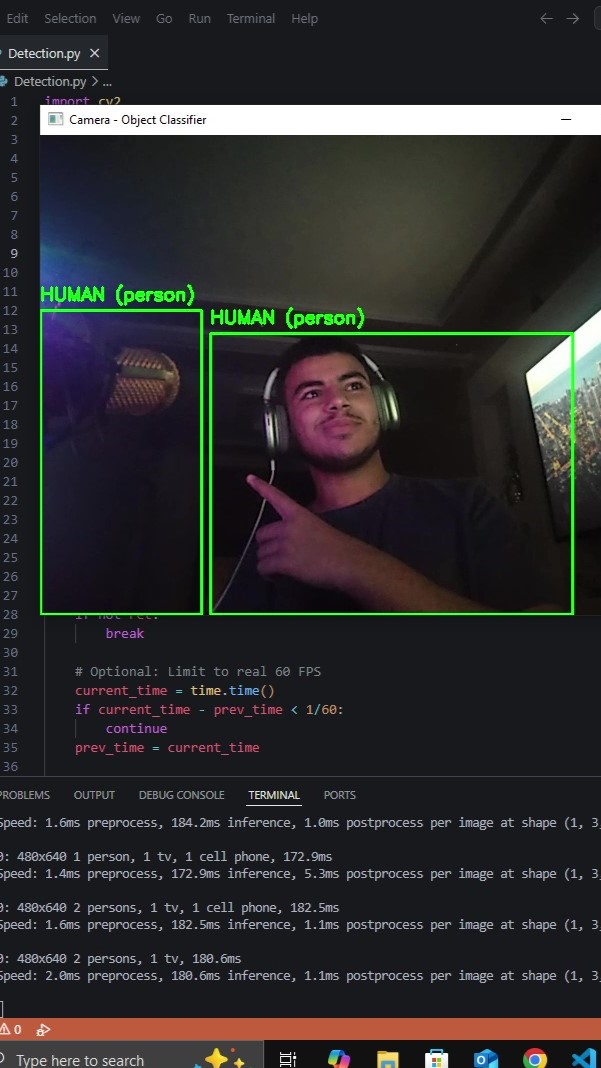 Edit Selection View Go Run Terminal Help
Detection.py
Detection.py > ...
1 import cv2
2
3
4
5
6
7
8
9
10
11
12
13
14
15
16
17
18
19
20
21
22
23
24
25
26
27
28 if not ret:
29 break
30
31 # Optional: Limit to real 60 FPS
32 current_time = time.time()
33 if current_time - prev_time < 1/60:
34 continue
35 prev_time = current_time
36
Camera - Object Classifier
HUMAN (person)
HUMAN (person)
PROBLEMS OUTPUT DEBUG CONSOLE TERMINAL PORTS
Speed: 1.6ms preprocess, 184.2ms inference, 1.0ms postprocess per image at shape (1, 3,
0: 480x640 1 person, 1 tv, 1 cell phone, 172.9ms
Speed: 1.4ms preprocess, 172.9ms inference, 5.3ms postprocess per image at shape (1, 3,
0: 480x640 2 persons, 1 tv, 1 cell phone, 182.5ms
Speed: 1.6ms preprocess, 182.5ms inference, 1.1ms postprocess per image at shape (1, 3,
0: 480x640 2 persons, 1 tv, 180.6ms
Speed: 2.0ms preprocess, 180.6ms inference, 1.1ms postprocess per image at shape (1, 3,
0
Type here to search